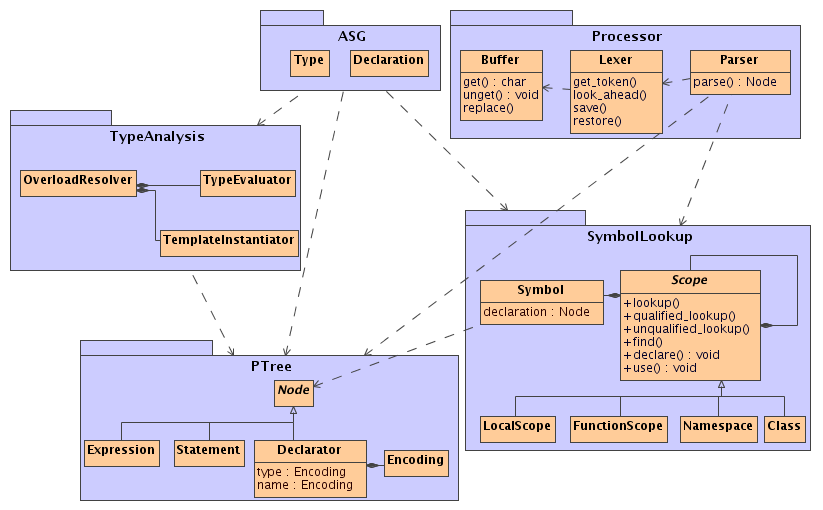 ASG
Type
Declaration
Processor
Buffer
get() : char
unget() : void
replace()
Lexer
get_token()
look_ahead()
save()
restore()
Parser
parse() : Node
TypeAnalysis
OverloadResolver
TypeEvaluator
TemplateInstantiator
SymbolLookup
Symbol
declaration : Node
Scope
+lookup()
+qualified_lookup()
+unqualified_lookup()
+find()
+declare() : void
+use() : void
LocalScope
FunctionScope
Namespace
Class
PTree
Node
Expression
Statement
Declarator
type : Encoding
name : Encoding
Encoding